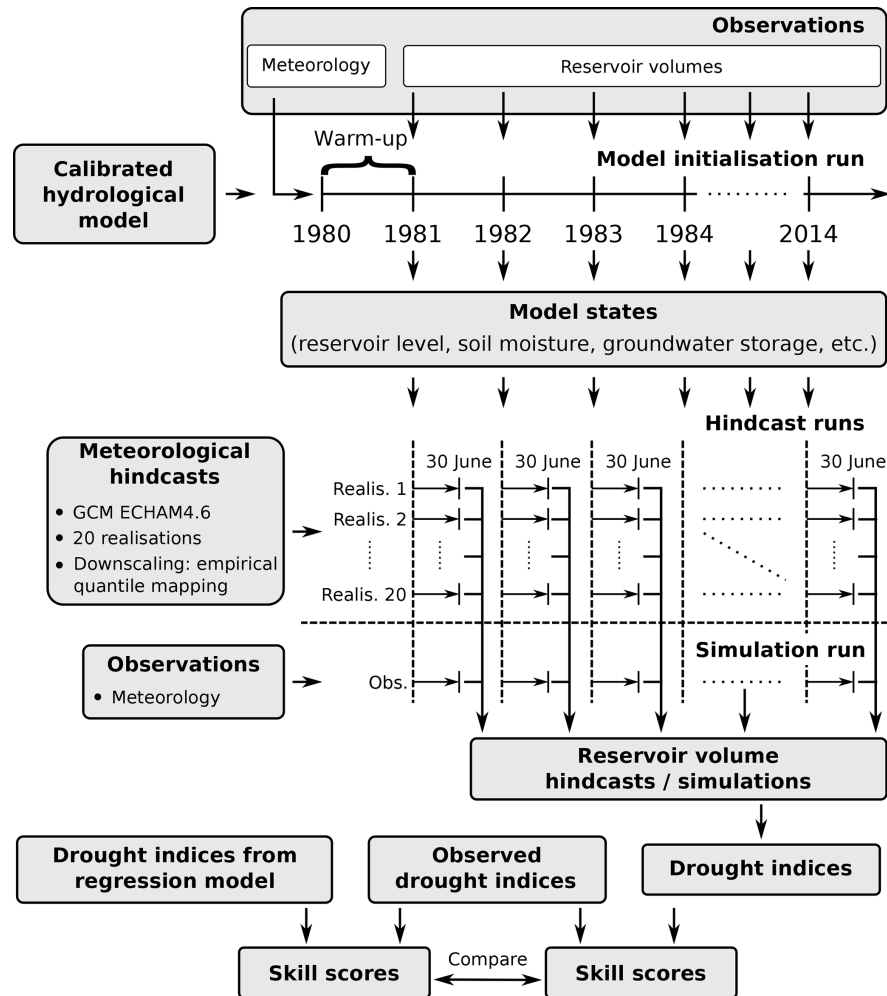 Observations
Meteorology
Reservoir volumes
Warm-up
Model initialisation run
Calibrated
hydrological
model
1980 1981 1982 1983 1984 2014
Model states
(reservoir level, soil moisture, groundwater storage, etc.)
Hindcast runs
Meteorological
hindcasts
• GCM ECHAM4.6
• 20 realisations
• Downscaling: empirical
quantile mapping
30 June 30 June 30 June 30 June
Realis. 1
Realis. 2
Realis. 20
Simulation run
Observations
• Meteorology
Obs.
Reservoir volume
hindcasts / simulations
Drought indices from
regression model
Observed
drought indices
Drought indices
Skill scores
Compare
Skill scores